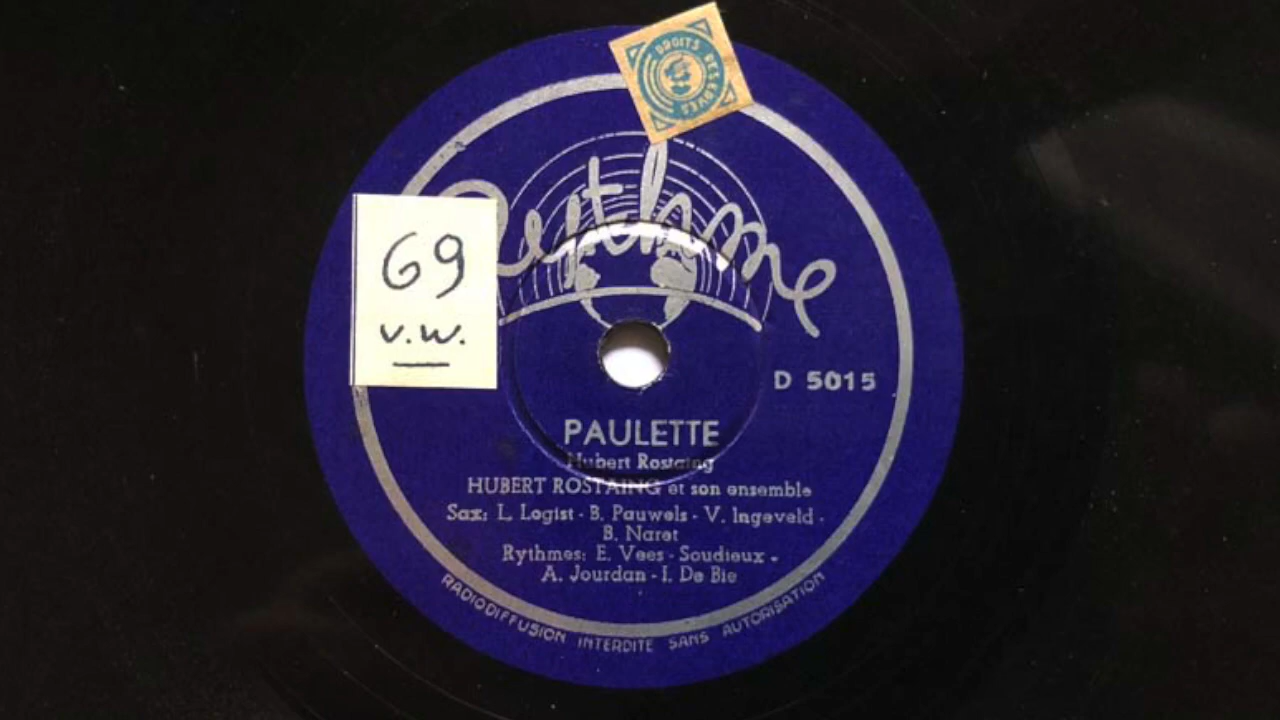 DROITS RESERVES
Rythme
69
v.w.
D 5015
PAULETTE
Hubert Rostaing
HUBERT ROSTAING et son ensemble
Sax: L. Logist - B. Pauwels - V. Ingeveld -
B. Naret
Rythmes: E. Vees - Soudieux -
A. Jourdan - I. De Bie
RADIODIFFUSION INTERDITE SANS AUTORISATION